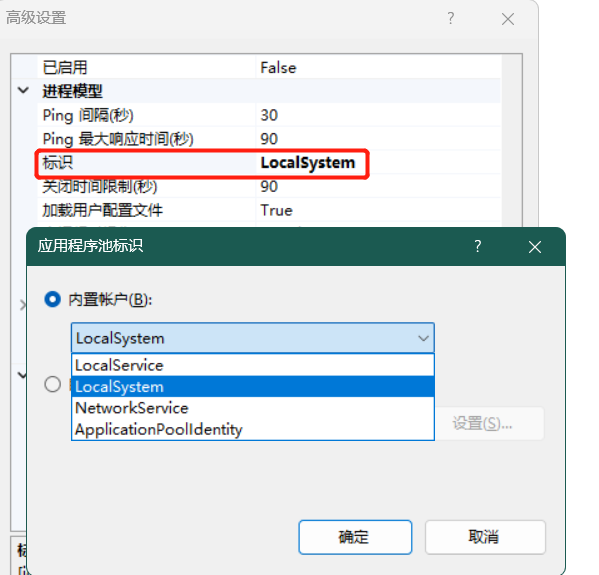 高级设置
?
已启用 False
进程模型
Ping 间隔(秒) 30
Ping 最大响应时间(秒) 90
标识 LocalSystem
关闭时间限制(秒) 90
加载用户配置文件 True
应用程序池标识
?
内置帐户(B):
LocalSystem
LocalService
LocalSystem
NetworkService
ApplicationPoolIdentity
设置(S)...
确定 取消